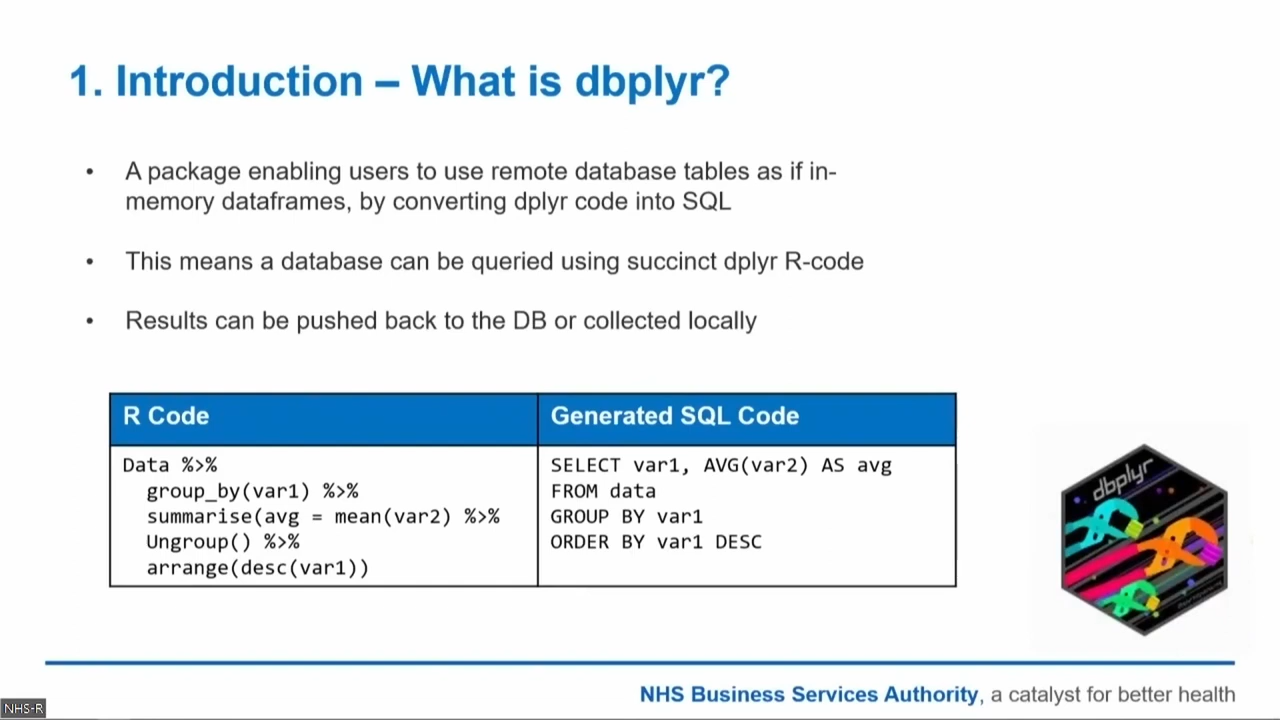 1. Introduction – What is dbplyr?
• A package enabling users to use remote database tables as if in-
memory dataframes, by converting dplyr code into SQL
• This means a database can be queried using succinct dplyr R-code
• Results can be pushed back to the DB or collected locally
R Code
Data %>%
group_by(var1) %>%
summarise(avg = mean(var2) %>%
Ungroup() %>%
arrange(desc(var1))
Generated SQL Code
SELECT var1, AVG(var2) AS avg
FROM data
GROUP BY var1
ORDER BY var1 DESC
dbplyr
NHS Business Services Authority, a catalyst for better health
NHS-R